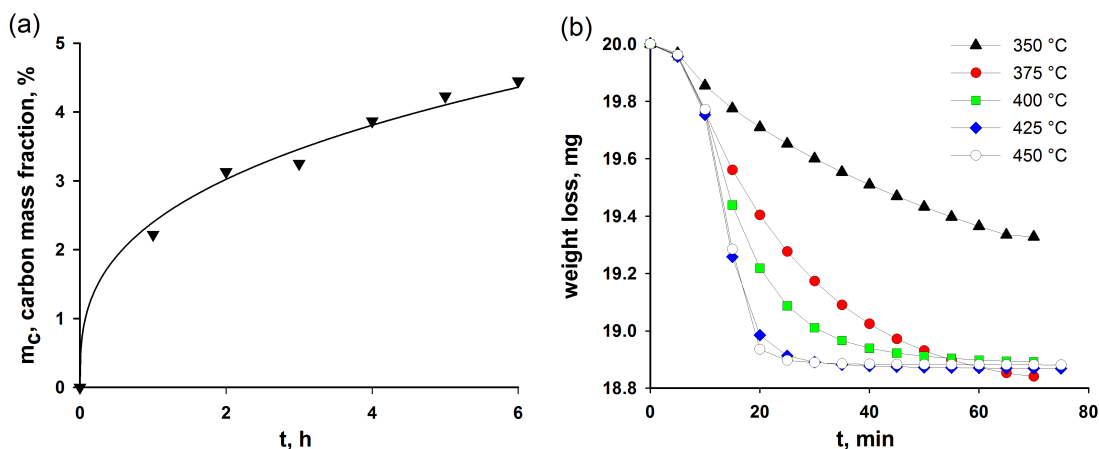 (a)
m_c, carbon mass fraction, %
5
4
3
2
1
0
0 2 4 6
t, h
(b)
weight loss, mg
20.0
19.8
19.6
19.4
19.2
19.0
18.8
0 20 40 60 80
t, min
350 °C
375 °C
400 °C
425 °C
450 °C